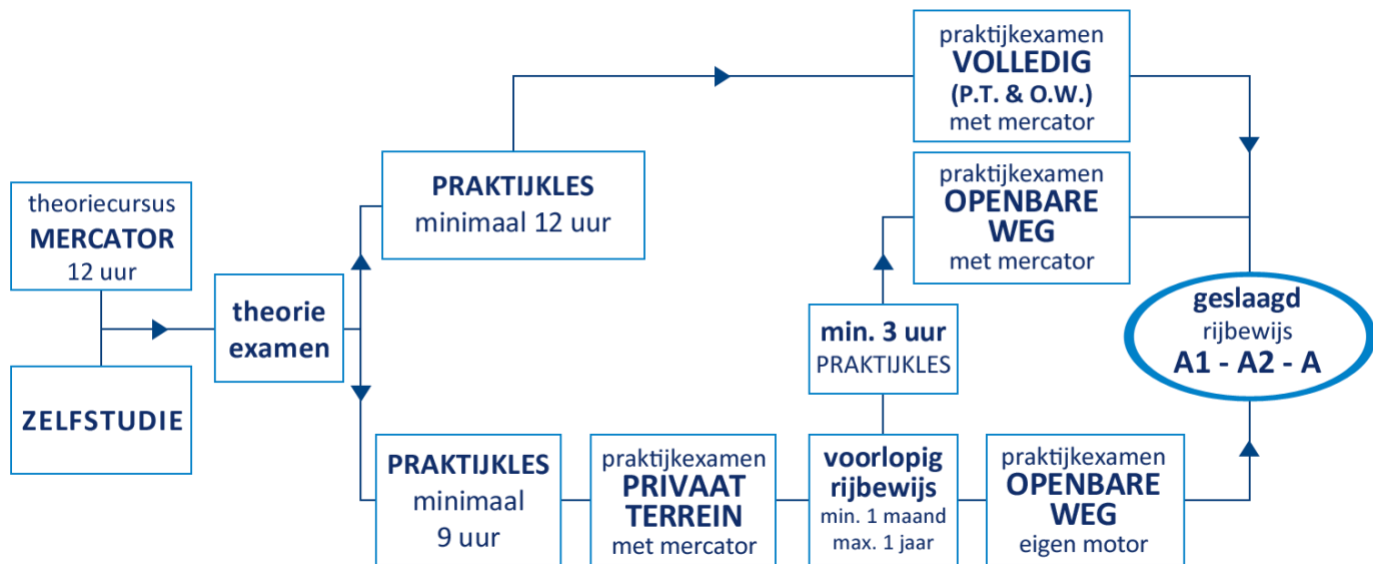 theoriecursus
MERCATOR
12 uur
ZELFSTUDIE
theorie
examen
PRAKTIJKLES
minimaal 12 uur
praktijkexamen
VOLLEDIG
(P.T. & O.W.)
met mercator
PRAKTIJKLES
minimaal
9 uur
praktijkexamen
PRIVAAT
TERREIN
met mercator
voorlopig
rijbewijs
min. 1 maand
max. 1 jaar
min. 3 uur
PRAKTIJKLES
praktijkexamen
OPENBARE
WEG
met mercator
praktijkexamen
OPENBARE
WEG
eigen motor
geslaagd
rijbewijs
A1 - A2 - A